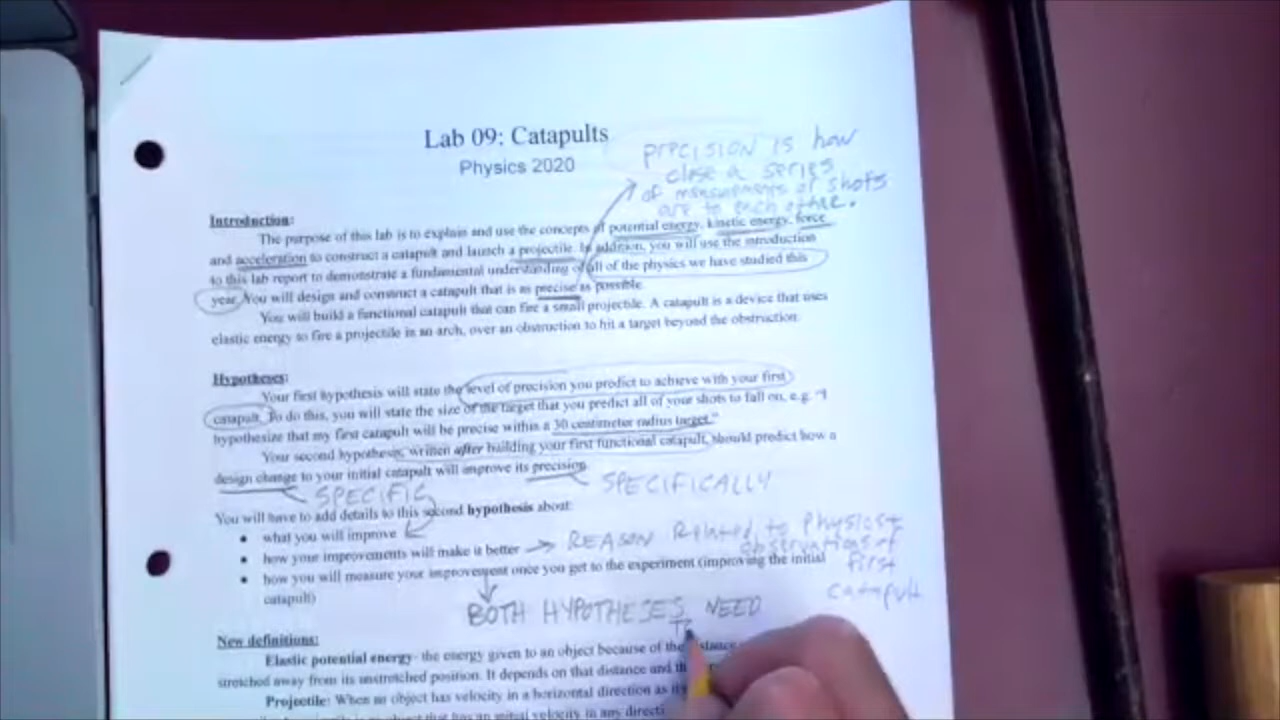 Lab 09: Catapults
Physics 2020
PRECISION IS how
close a series
of measurements or shots
are to each other.
Introduction:
The purpose of this lab is to explain and use the concepts of potential energy, kinetic energy, force
and acceleration to construct a catapult and launch a projectile. In addition, you will use the introduction
to this lab report to demonstrate a fundamental understanding of all of the physics we have studied this
year. You will design and construct a catapult that is as precise as possible.
You will build a functional catapult that can fire a small projectile. A catapult is a device that uses
elastic energy to fire a projectile in an arch, over an obstruction to hit a target beyond the obstruction.
Hypotheses:
Your first hypothesis will state the level of precision you predict to achieve with your first
catapult. To do this, you will state the size of the target that you predict all of your shots to fall on, e.g. "I
hypothesize that my first catapult will be precise within a 30 centimeter radius target."
Your second hypothesis, written after building your first functional catapult, should predict how a
design change to your initial catapult will improve its precision.
SPECIFIC SPECIFICALLY
You will have to add details to this second hypothesis about:
• what you will improve
• how your improvements will make it better → REASON Related to Physics +
observations of
first
catapult
• how you will measure your improvement once you get to the experiment (improving the initial
catapult)
BOTH HYPOTHESES NEED
New definitions:
Elastic potential energy- the energy given to an object because of the distance
stretched away from its unstretched position. It depends on that distance and
Projectile: When an object has velocity in a horizontal direction as